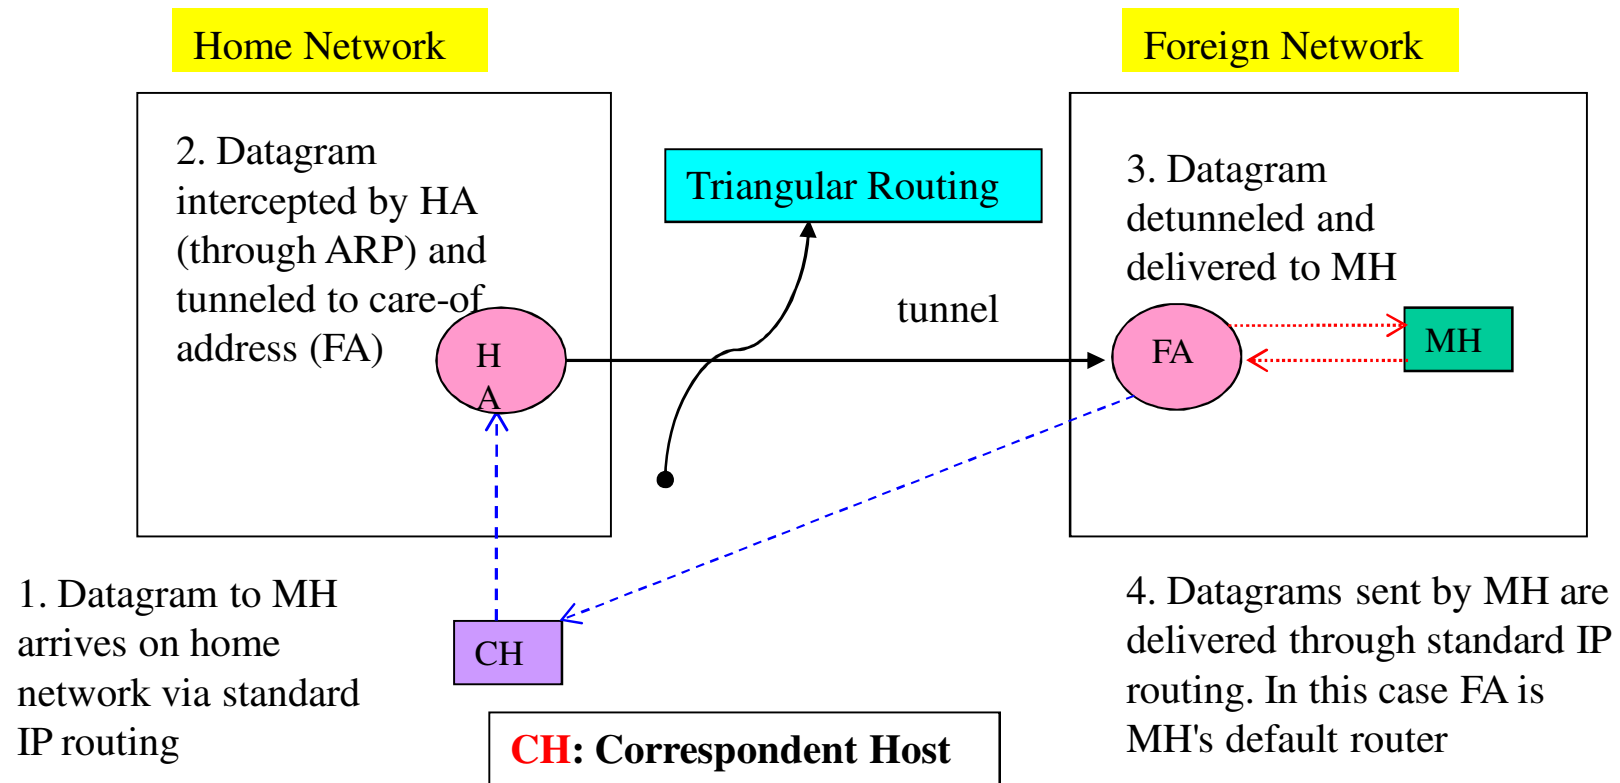 Home Network
Foreign Network
2. Datagram
intercepted by HA
(through ARP) and
tunneled to care-of
address (FA)
Triangular Routing
3. Datagram
detunneled and
delivered to MH
tunnel
H
A
FA
MH
1. Datagram to MH
arrives on home
network via standard
IP routing
CH
4. Datagrams sent by MH are
delivered through standard IP
routing. In this case FA is
MH's default router
CH: Correspondent Host